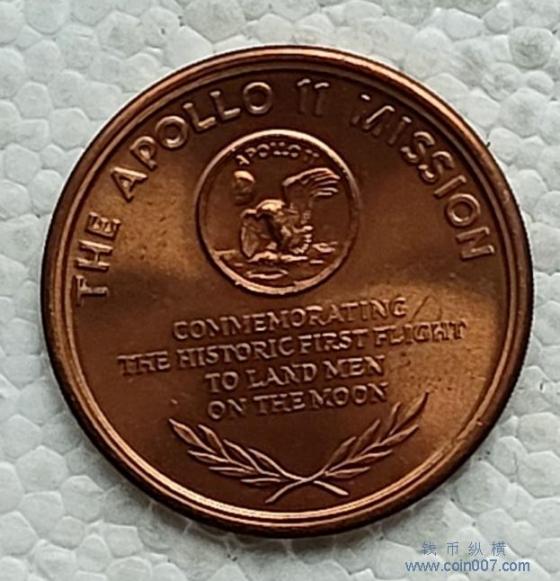 THE APOLLO 11 MISSION
APOLLO 11
COMMEMORATING
THE HISTORIC FIRST FLIGHT
TO LAND MEN
ON THE MOON
钱币纵横
www.coin007.com